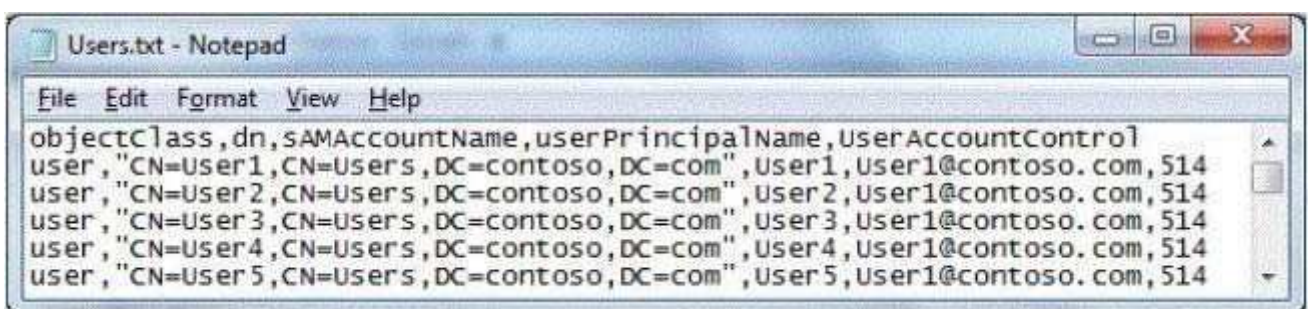 Users.txt - Notepad
File Edit Format View Help
objectClass,dn,sAMAccountName,userPrincipalName,UserAccountControl
user,"CN=User1,CN=Users,DC=contoso,DC=com",User1,User1@contoso.com,514
user,"CN=User2,CN=Users,DC=contoso,DC=com",User2,User1@contoso.com,514
user,"CN=User3,CN=Users,DC=contoso,DC=com",User3,User1@contoso.com,514
user,"CN=User4,CN=Users,DC=contoso,DC=com",User4,User1@contoso.com,514
user,"CN=User5,CN=Users,DC=contoso,DC=com",User5,User1@contoso.com,514